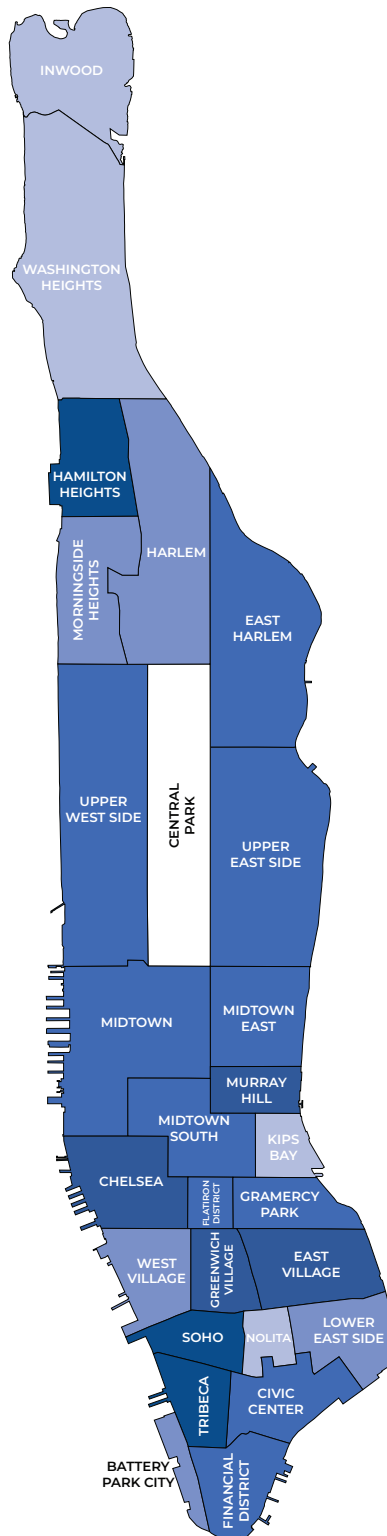 INWOOD
WASHINGTON
HEIGHTS
HAMILTON
HEIGHTS
HARLEM
MORNINGSIDE
HEIGHTS
EAST
HARLEM
UPPER
WEST SIDE
CENTRAL
PARK
UPPER
EAST SIDE
MIDTOWN
MIDTOWN
EAST
MURRAY
HILL
MIDTOWN
SOUTH
KIPS
BAY
CHELSEA
FLATIRON
DISTRICT
GRAMERCY
PARK
WEST
VILLAGE
GREENWICH
VILLAGE
EAST
VILLAGE
SOHO
NOLITA
LOWER
EAST SIDE
TRIBECA
CIVIC
CENTER
BATTERY
PARK CITY
FINANCIAL
DISTRICT